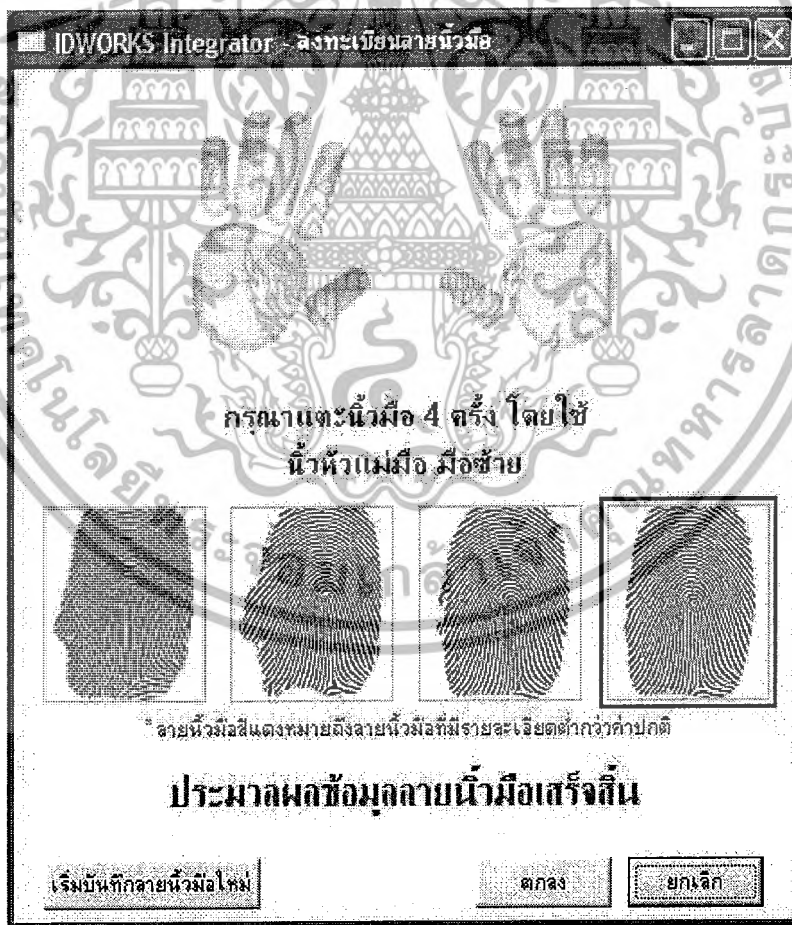 IDWORKS Integrator - ลงทะเบียนลายนิ้วมือ
กรุณาแตะนิ้วมือ 4 ครั้ง โดยใช้
นิ้วหัวแม่มือ มือซ้าย
* ลายนิ้วมือสีแดงหมายถึงลายนิ้วมือที่มีรายละเอียดต่ำกว่าค่าปกติ
ประมวลผลข้อมูลลายนิ้วมือเสร็จสิ้น
เริ่มบันทึกลายนิ้วมือใหม่
ตกลง
ยกเลิก